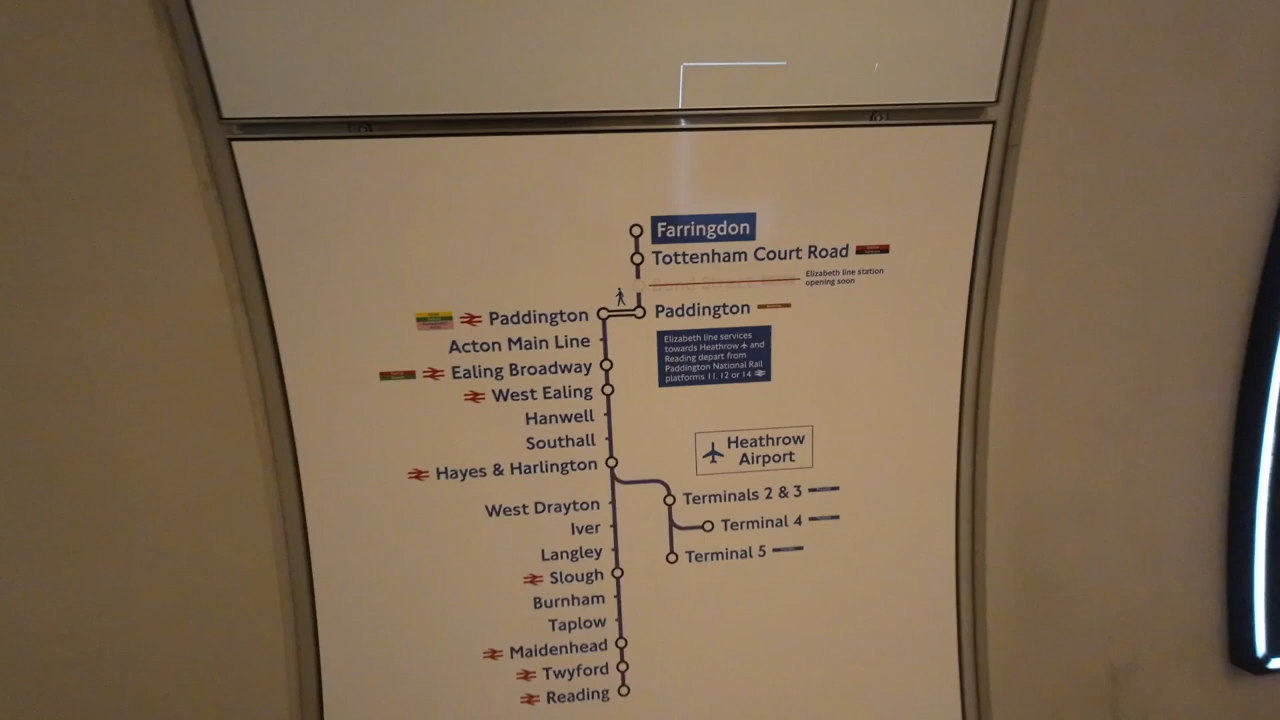 Farringdon
Tottenham Court Road
Bond Street
Elizabeth line station
opening soon
Paddington
Paddington
Elizabeth line services
towards Heathrow and
Reading depart from
Paddington National Rail
platforms 11, 12 or 14
Acton Main Line
Ealing Broadway
West Ealing
Hanwell
Southall
Heathrow
Airport
Hayes & Harlington
Terminals 2 & 3
West Drayton
Terminal 4
Iver
Langley
Terminal 5
Slough
Burnham
Taplow
Maidenhead
Twyford
Reading